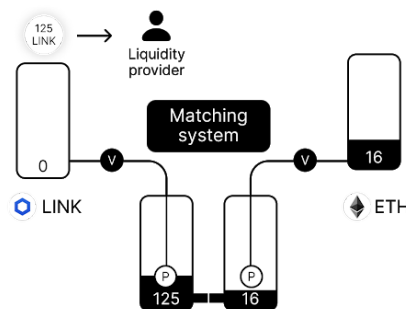 125
LINK
Liquidity
provider
Matching
system
0
V
V
16
LINK
ETH
P
P
125
16